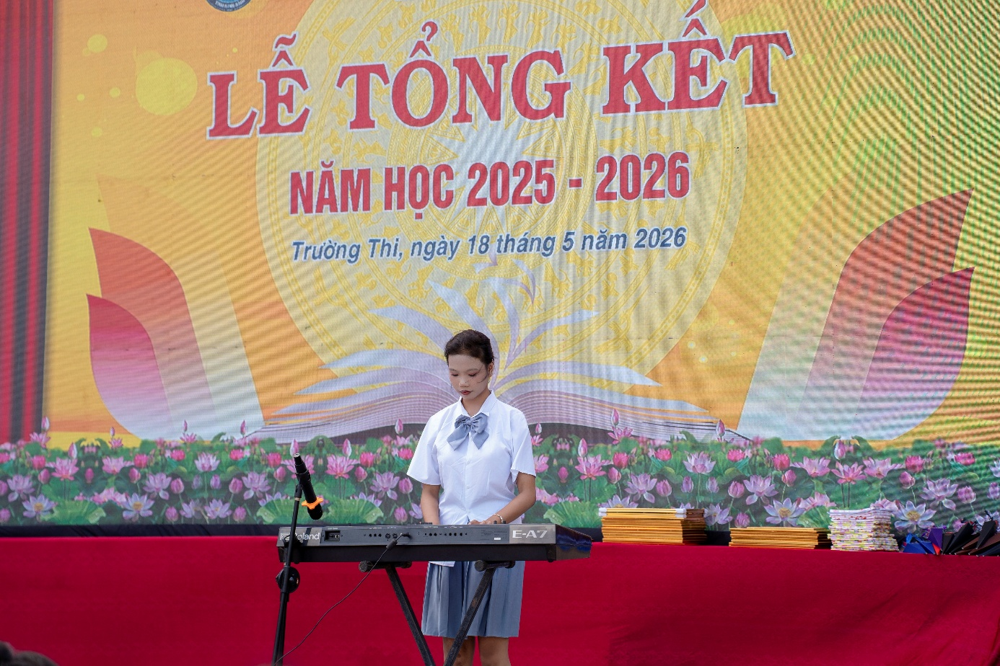 LỄ TỔNG KẾT
NĂM HỌC 2025 - 2026
Trường Thi, ngày 18 tháng 5 năm 2026
Roland
E-A7